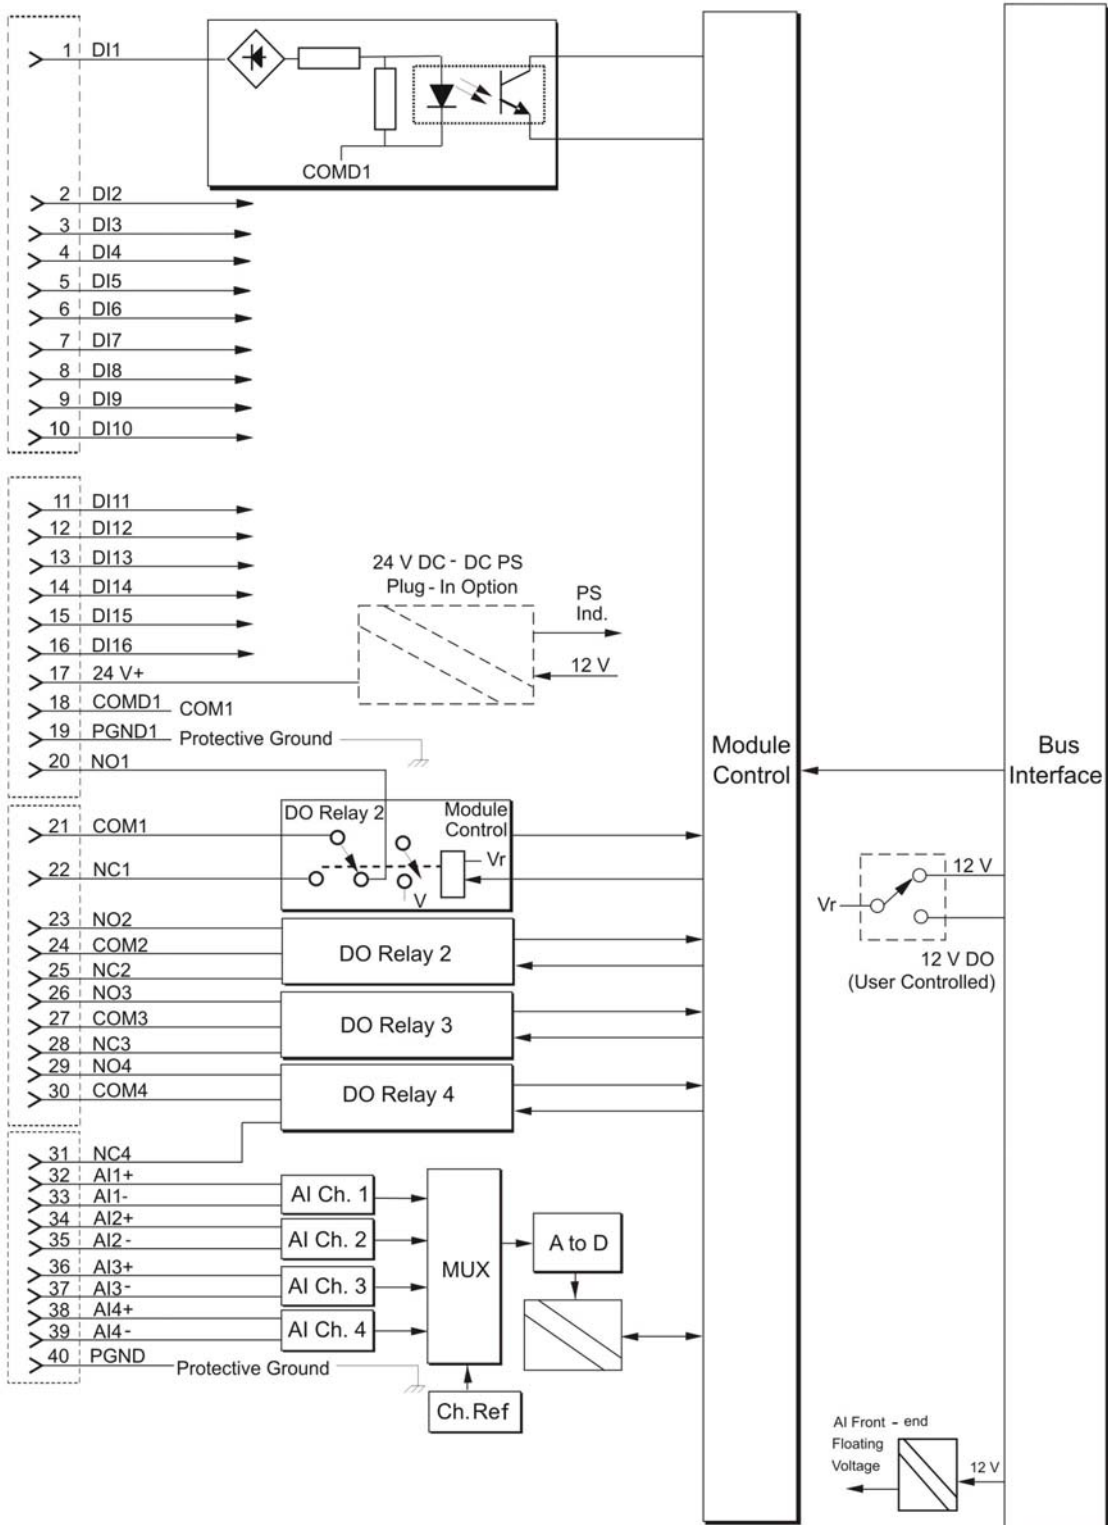 1 DI1
COMD1
2 DI2
3 DI3
4 DI4
5 DI5
6 DI6
7 DI7
8 DI8
9 DI9
10 DI10
11 DI11
12 DI12
13 DI13
14 DI14
15 DI15
16 DI16
17 24 V+
18 COMD1 COM1
19 PGND1 Protective Ground
20 NO1
24 V DC - DC PS
Plug - In Option
PS
Ind.
12 V
21 COM1
22 NC1
DO Relay 2
Module
Control
Vr
V
23 NO2
24 COM2
25 NC2
DO Relay 2
26 NO3
27 COM3
28 NC3
DO Relay 3
29 NO4
30 COM4
DO Relay 4
31 NC4
32 AI1+
33 AI1-
34 AI2+
35 AI2-
36 AI3+
37 AI3-
38 AI4+
39 AI4-
40 PGND Protective Ground
AI Ch. 1
AI Ch. 2
AI Ch. 3
AI Ch. 4
MUX
Ch. Ref
A to D
Module
Control
Bus
Interface
12 V
Vr
12 V DO
(User Controlled)
AI Front - end
Floating
Voltage
12 V